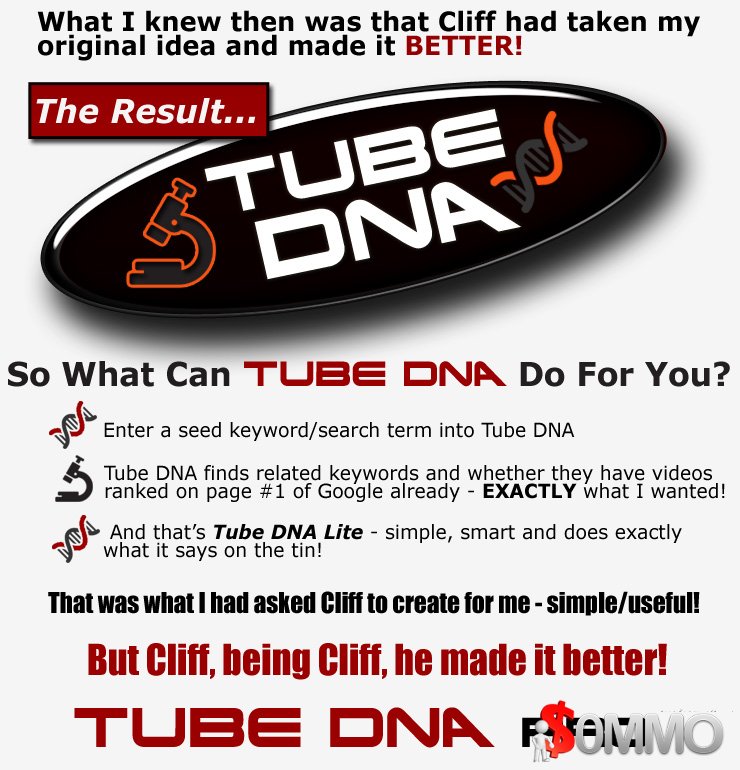 What I knew then was that Cliff had taken my
original idea and made it BETTER!
The Result...
TUBE
DNA
So What Can TUBE DNA Do For You?
Enter a seed keyword/search term into Tube DNA
Tube DNA finds related keywords and whether they have videos
ranked on page #1 of Google already - EXACTLY what I wanted!
And that’s Tube DNA Lite - simple, smart and does exactly
what it says on the tin!
That was what I had asked Cliff to create for me - simple/useful!
But Cliff, being Cliff, he made it better!
TUBE DNA
$OMMO